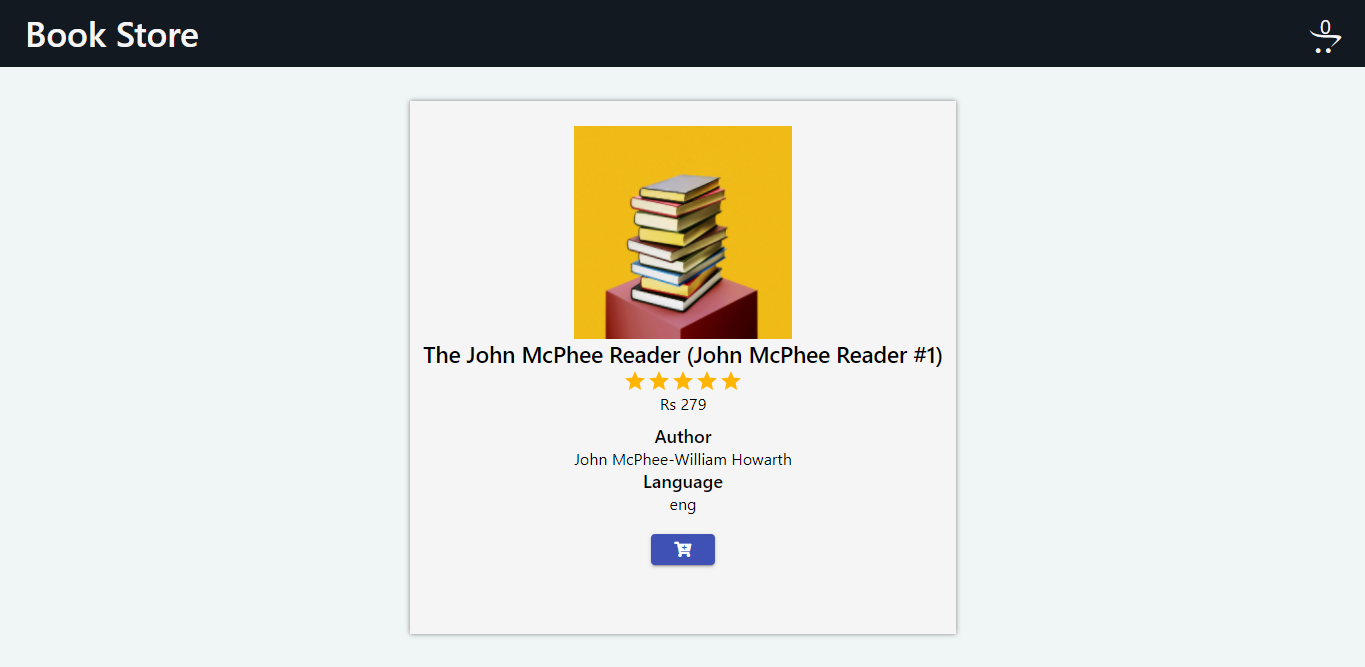 Book Store
0
The John McPhee Reader (John McPhee Reader #1)
Rs 279
Author
John McPhee-William Howarth
Language
eng